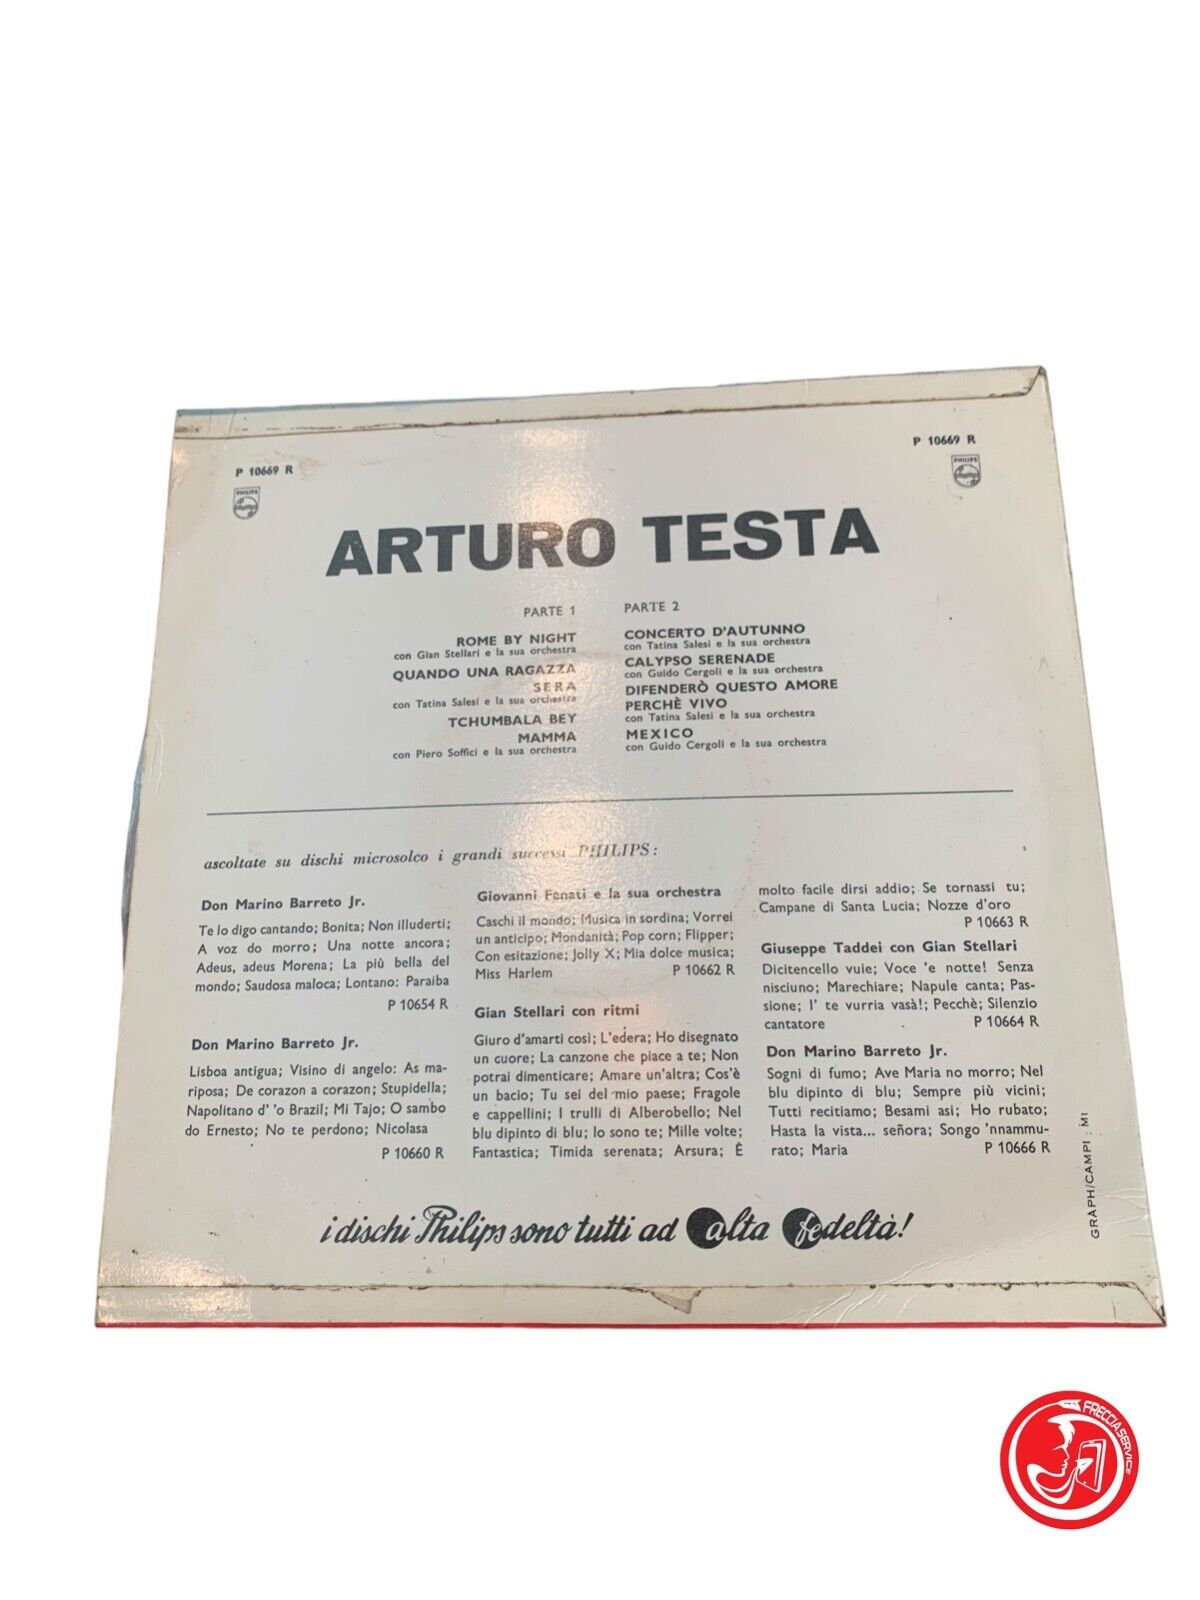 P 10669 R
P 10669 R
PHILIPS
PHILIPS
ARTURO TESTA
PARTE 1
ROME BY NIGHT
con Gian Stellari e la sua orchestra
QUANDO UNA RAGAZZA
SERA
con Tatina Salesi e la sua orchestra
TCHUMBALA BEY
MAMMA
con Piero Soffici e la sua orchestra
PARTE 2
CONCERTO D'AUTUNNO
con Tatina Salesi e la sua orchestra
CALYPSO SERENADE
con Guido Cergoli e la sua orchestra
DIFENDERÒ QUESTO AMORE
PERCHÈ VIVO
con Tatina Salesi e la sua orchestra
MEXICO
con Guido Cergoli e la sua orchestra
ascoltate su dischi microsolco i grandi successi PHILIPS:
Don Marino Barreto Jr.
Te lo digo cantando; Bonita; Non illuderti;
A voz do morro; Una notte ancora;
Adeus, adeus Morena; La più bella del
mondo; Saudosa maloca; Lontano: Paraiba
P 10654 R
Don Marino Barreto Jr.
Lisboa antigua; Visino di angelo: As ma-
riposa; De corazon a corazon; Stupidella;
Napolitano d' 'o Brazil; Mi Tajo; O sambo
do Ernesto; No te perdono; Nicolasa
P 10660 R
Giovanni Fenati e la sua orchestra
Caschi il mondo; Musica in sordina; Vorrei
un anticipo; Mondanità; Pop corn; Flipper;
Con esitazione; Jolly X; Mia dolce musica;
Miss Harlem P 10662 R
Gian Stellari con ritmi
Giuro d'amarti così; L'edera; Ho disegnato
un cuore; La canzone che piace a te; Non
potrai dimenticare; Amare un'altra; Cos'è
un bacio; Tu sei del mio paese; Fragole
e cappellini; I trulli di Alberobello; Nel
blu dipinto di blu; Io sono te; Mille volte;
Fantastica; Timida serenata; Arsura; È
molto facile dirsi addio; Se tornassi tu;
Campane di Santa Lucia; Nozze d'oro
P 10663 R
Giuseppe Taddei con Gian Stellari
Dicitencello vuie; Voce 'e notte! Senza
nisciuno; Marechiare; Napule canta; Pas-
sione; I' te vurria vasà!; Pecchè; Silenzio
cantatore P 10664 R
Don Marino Barreto Jr.
Sogni di fumo; Ave Maria no morro; Nel
blu dipinto di blu; Sempre più vicini;
Tutti recitiamo; Besami asi; Ho rubato;
Hasta la vista... señora; Songo 'nnammu-
rato; Maria P 10666 R
GRAPH/CAMPI : MI
i dischi Philips sono tutti ad alta fedeltà!
FRECCIA SERVICE